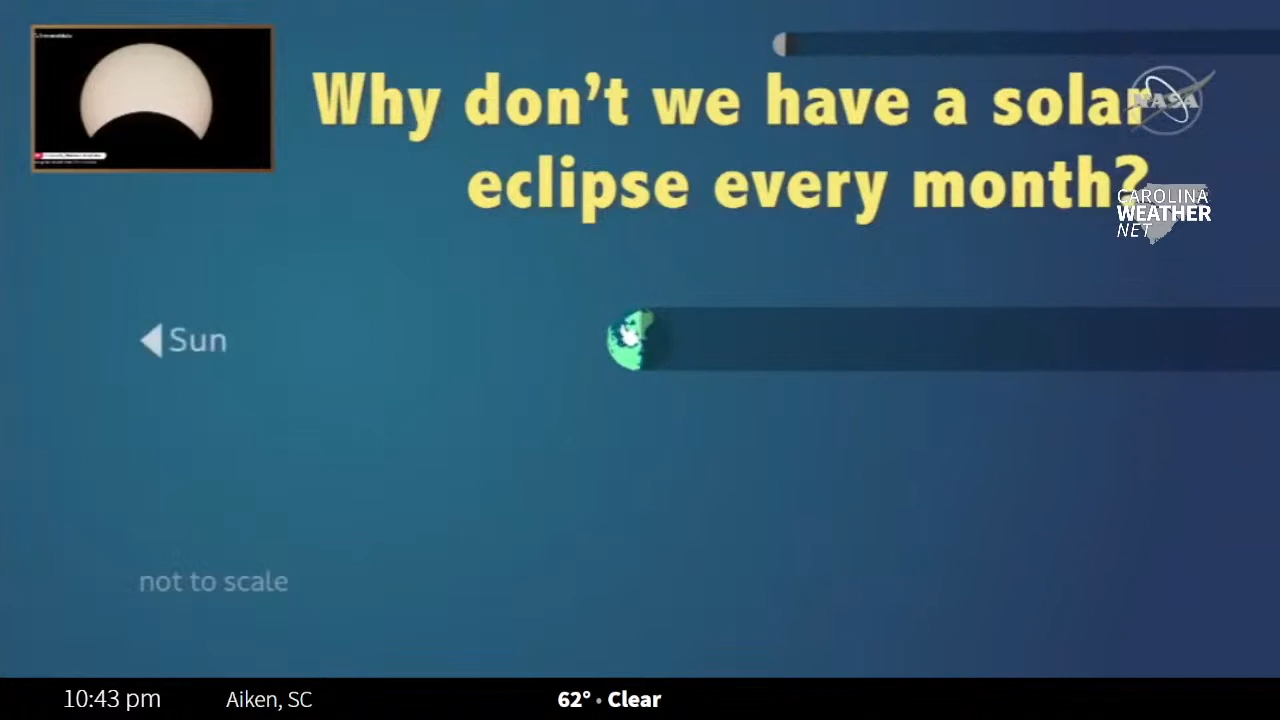 Why don't we have a solar
eclipse every month?
NASA
CAROLINA
WEATHER
NET
Sun
not to scale
10:43 pm Aiken, SC 62° • Clear